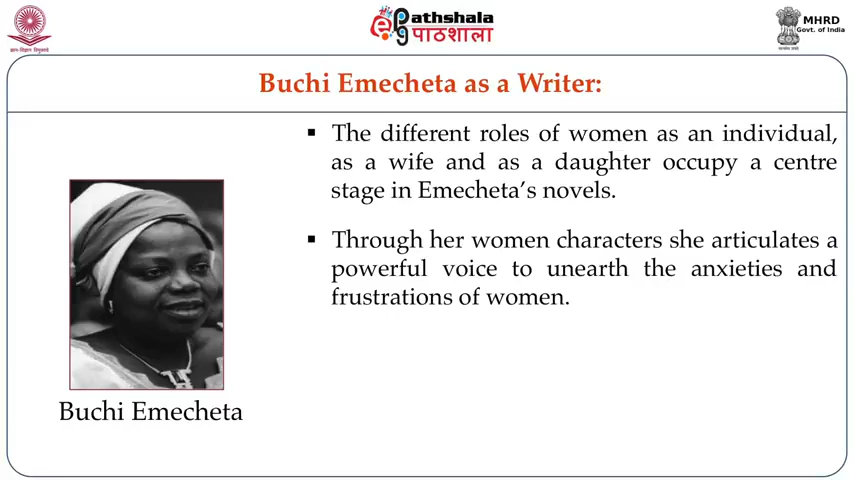 ePathshala
पाठशाला
MHRD
Govt. of India
Buchi Emecheta as a Writer:
▪ The different roles of women as an individual,
as a wife and as a daughter occupy a centre
stage in Emecheta's novels.
▪ Through her women characters she articulates a
powerful voice to unearth the anxieties and
frustrations of women.
Buchi Emecheta